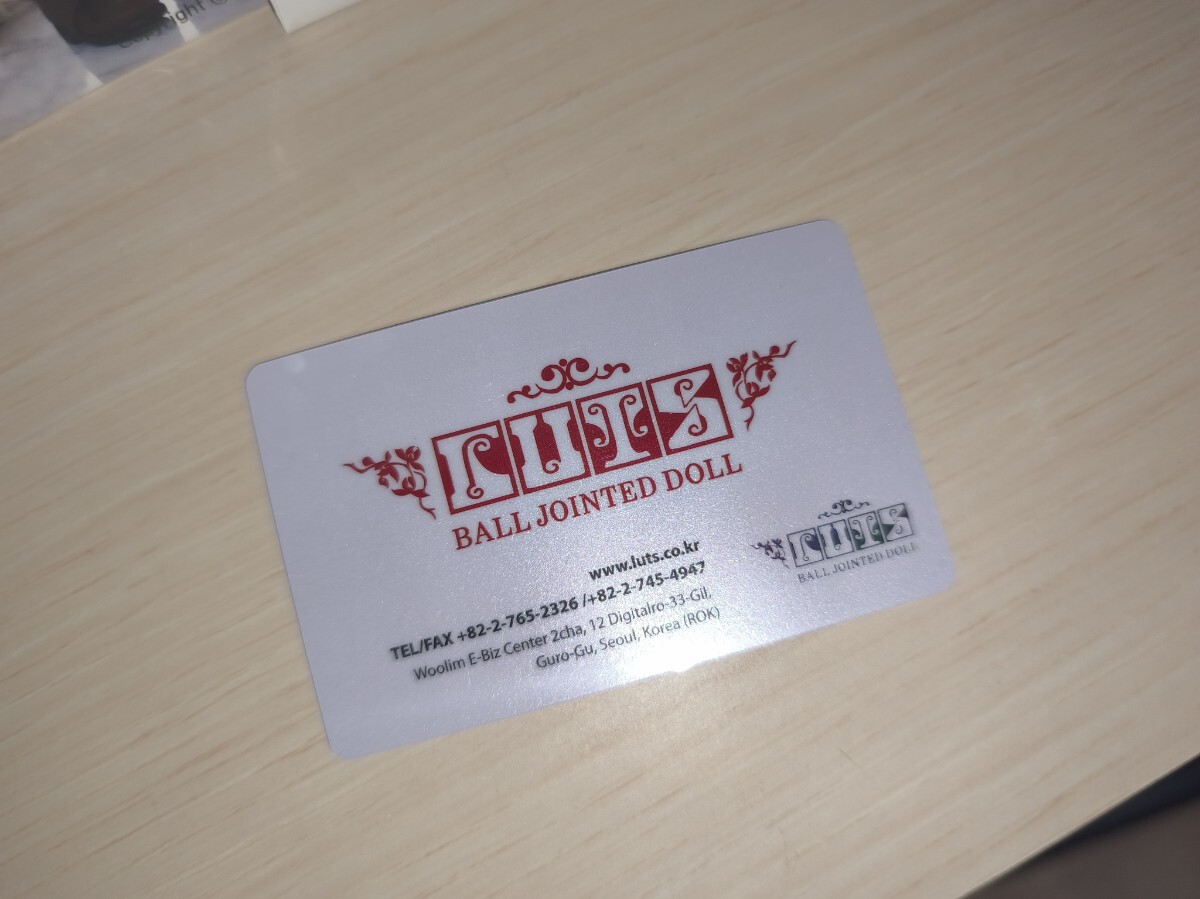 Copyright ©
LUTS
BALL JOINTED DOLL
www.luts.co.kr
TEL/FAX +82-2-765-2326 /+82-2-745-4947
Woolim E-Biz Center 2cha, 12 Digitalro-33-Gil,
Guro-Gu, Seoul, Korea (ROK)
LUTS
BALL JOINTED DOLL